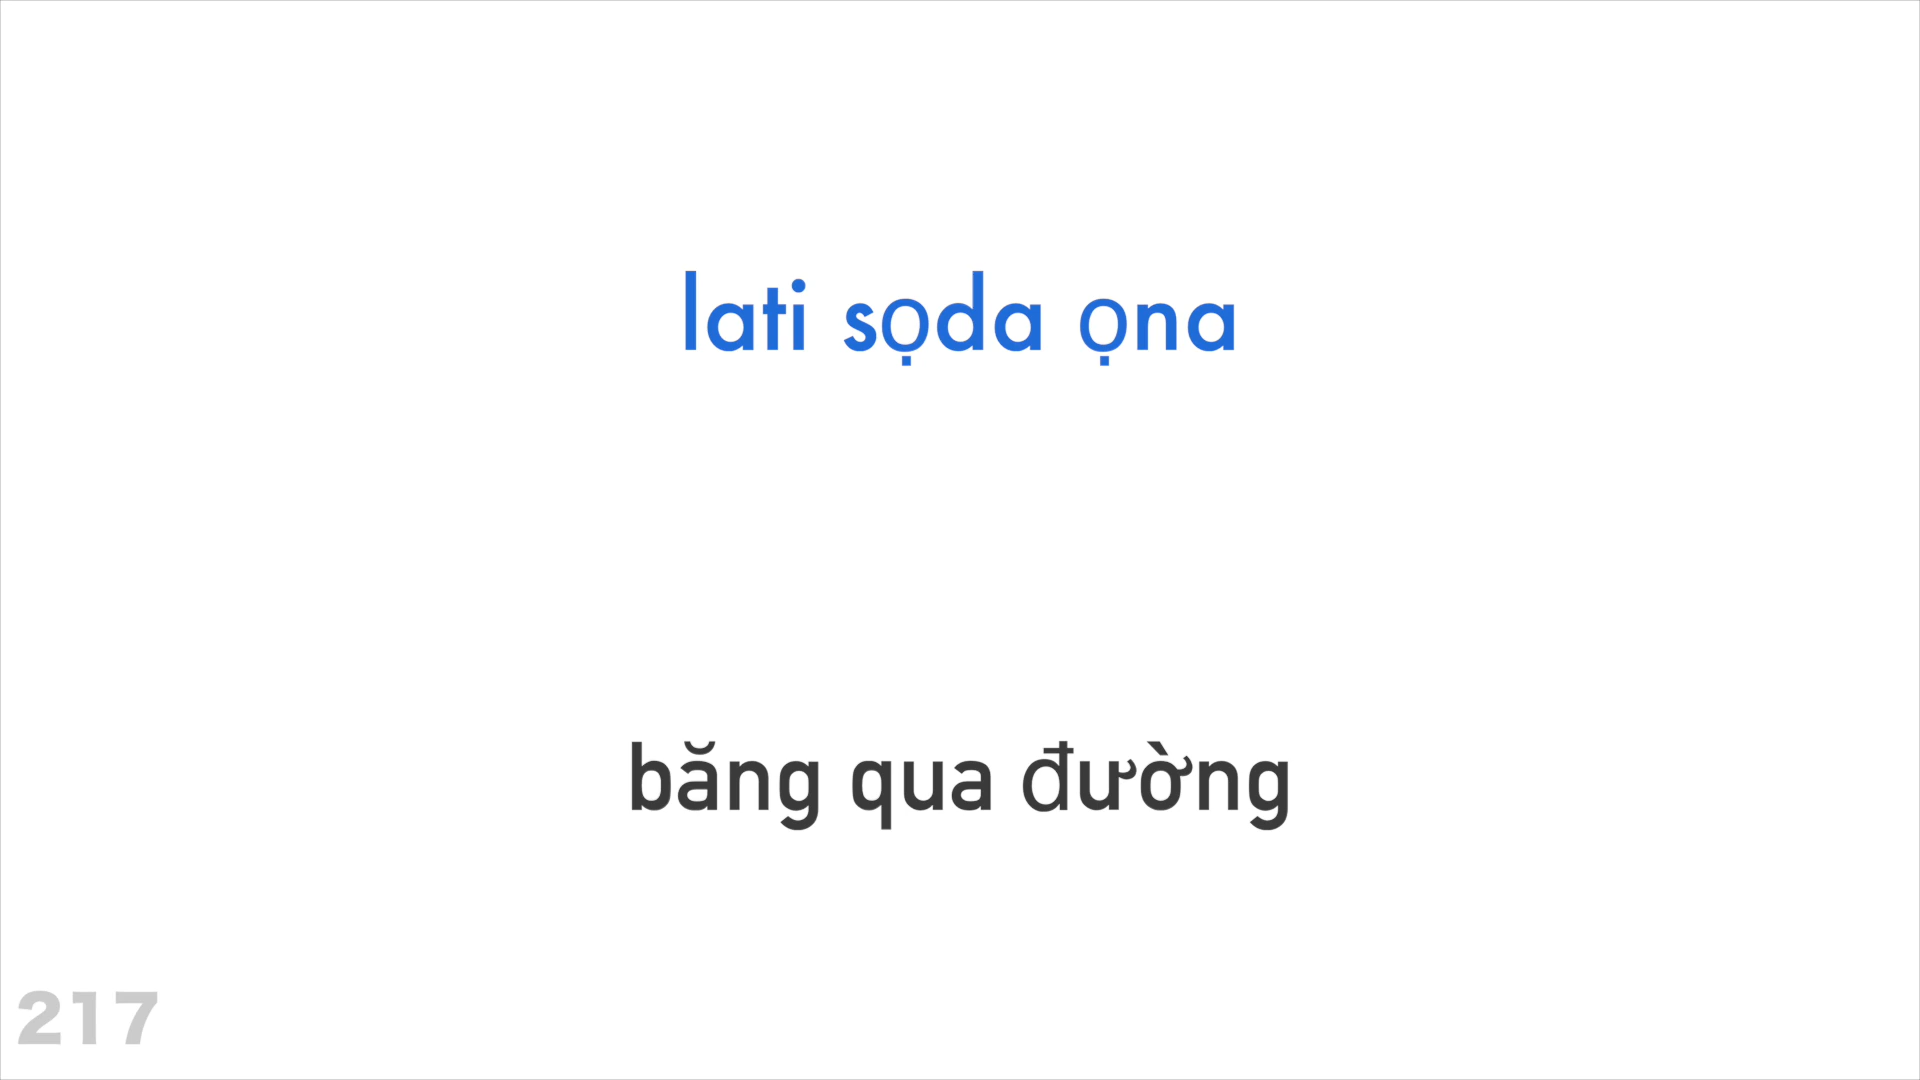 lati sọda ọna
băng qua đường
217